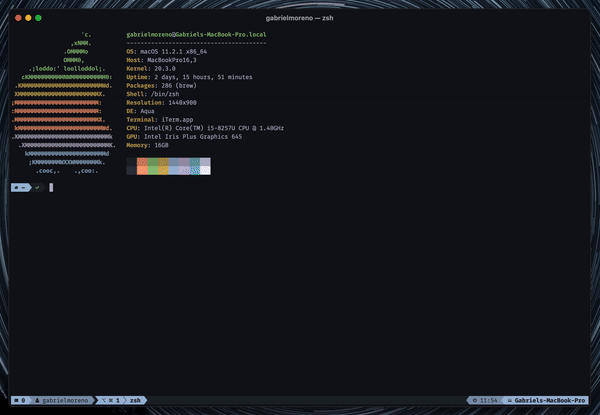 gabrielmoreno — zsh
'c.
,xNMM.
.OMMMMo
OMMM0,
.;loddo:' loolloddol;.
cKMMMMMMMMMMNWMMMMMMMMMM0:
.KMMMMMMMMMMMMMMMMMMMMMMMWd.
XMMMMMMMMMMMMMMMMMMMMMMMX.
;MMMMMMMMMMMMMMMMMMMMMMMM:
:MMMMMMMMMMMMMMMMMMMMMMMM:
.MMMMMMMMMMMMMMMMMMMMMMMMX.
kMMMMMMMMMMMMMMMMMMMMMMMMWd.
.XMMMMMMMMMMMMMMMMMMMMMMMMMMk
.XMMMMMMMMMMMMMMMMMMMMMMMMK.
kMMMMMMMMMMMMMMMMMMMMMMd
;KMMMMMMMWXXWMMMMMMMk.
.cooc,. .,coo:.
gabrielmoreno@Gabriels-MacBook-Pro.local
----------------------------------------
OS: macOS 11.2.1 x86_64
Host: MacBookPro16,3
Kernel: 20.3.0
Uptime: 2 days, 15 hours, 51 minutes
Packages: 286 (brew)
Shell: /bin/zsh
Resolution: 1440x900
DE: Aqua
Terminal: iTerm.app
CPU: Intel(R) Core(TM) i5-8257U CPU @ 1.40GHz
GPU: Intel Iris Plus Graphics 645
Memory: 16GB
~ ✓
0 gabrielmoreno ⌥ ⌘ 1 zsh
11:54 Gabriels-MacBook-Pro